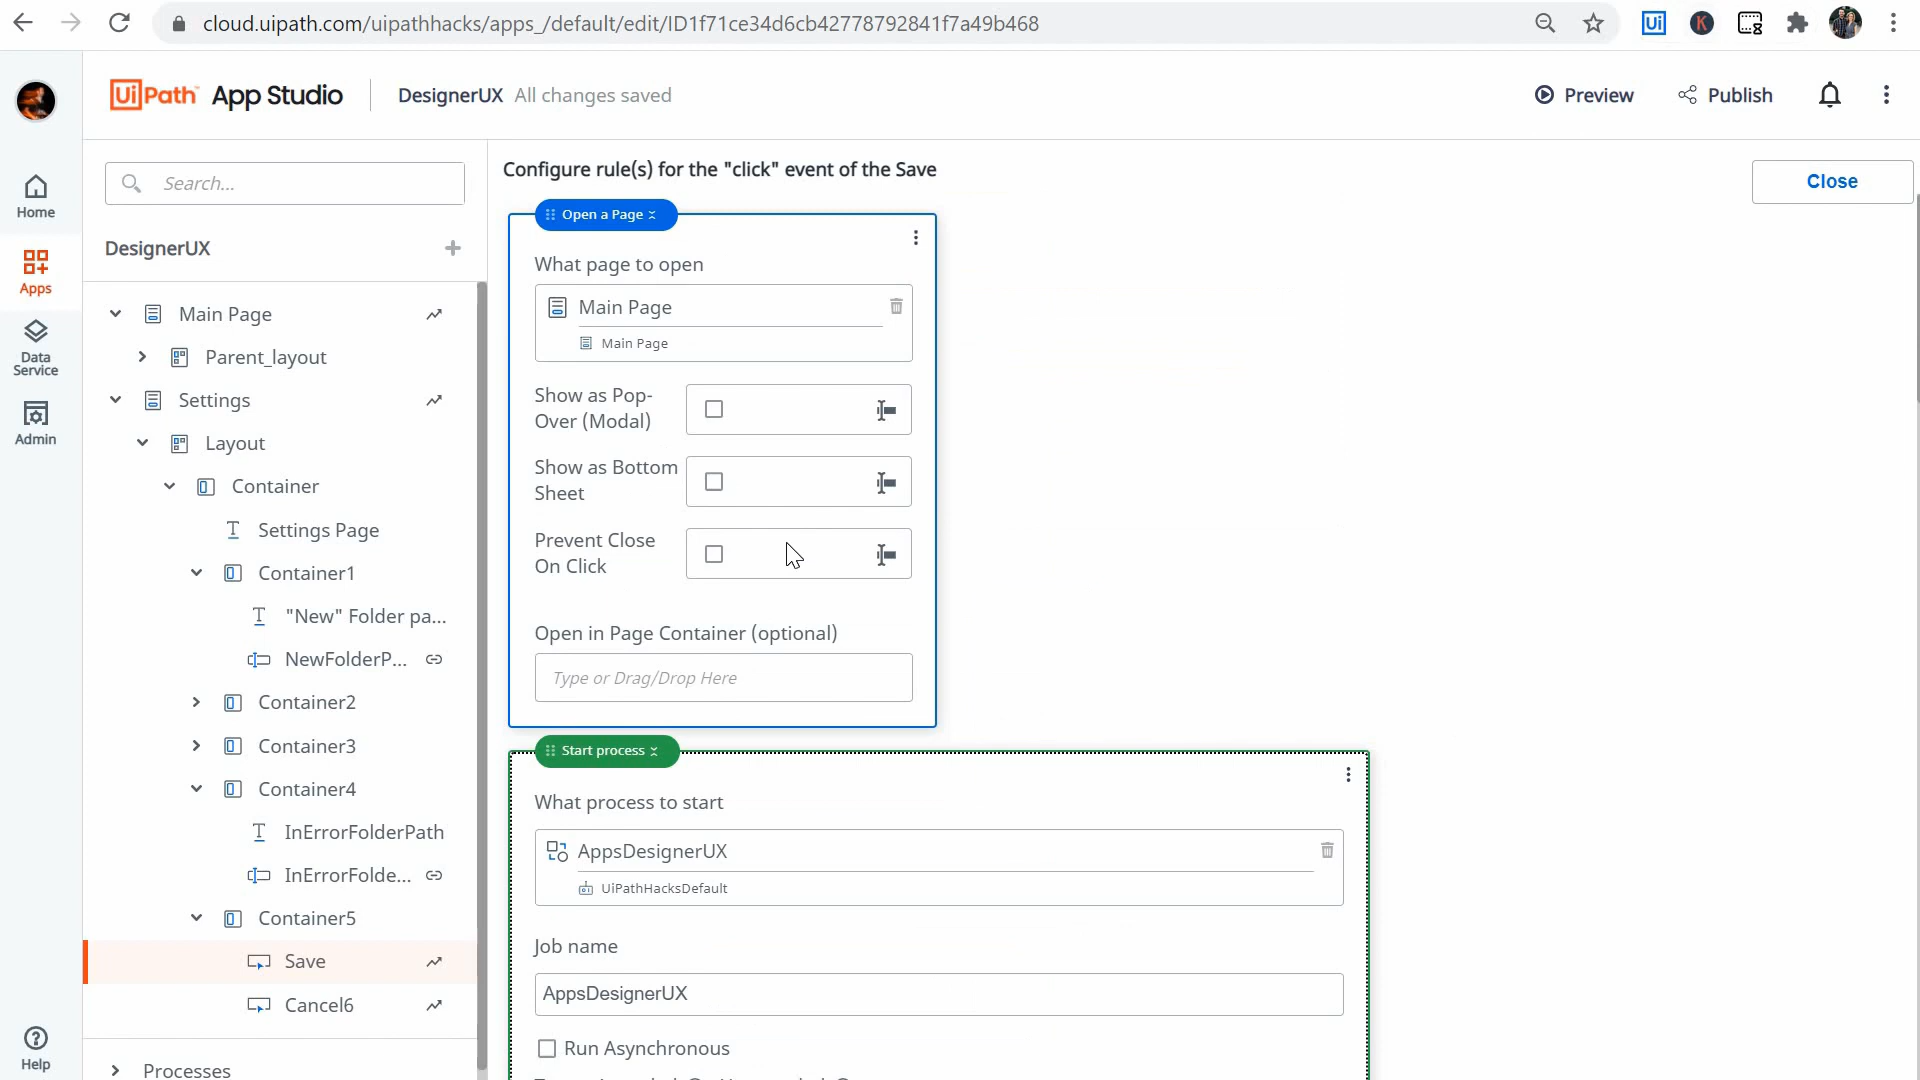 cloud.uipath.com/uipathhacks/apps_/default/edit/ID1f71ce34d6cb42778792841f7a49b468
Ui
K
UiPath™ App Studio
DesignerUX All changes saved
Preview
Publish
Search...
Configure rule(s) for the "click" event of the Save
Close
Home
DesignerUX
Apps
Data
Service
Admin
Help
Main Page
Parent_layout
Settings
Layout
Container
Settings Page
Container1
"New" Folder pa...
NewFolderP...
Container2
Container3
Container4
InErrorFolderPath
InErrorFolde...
Container5
Save
Cancel6
Processes
Open a Page
What page to open
Main Page
Main Page
Show as Pop-
Over (Modal)
Show as Bottom
Sheet
Prevent Close
On Click
Open in Page Container (optional)
Type or Drag/Drop Here
Start process
What process to start
AppsDesignerUX
UiPathHacksDefault
Job name
AppsDesignerUX
Run Asynchronous